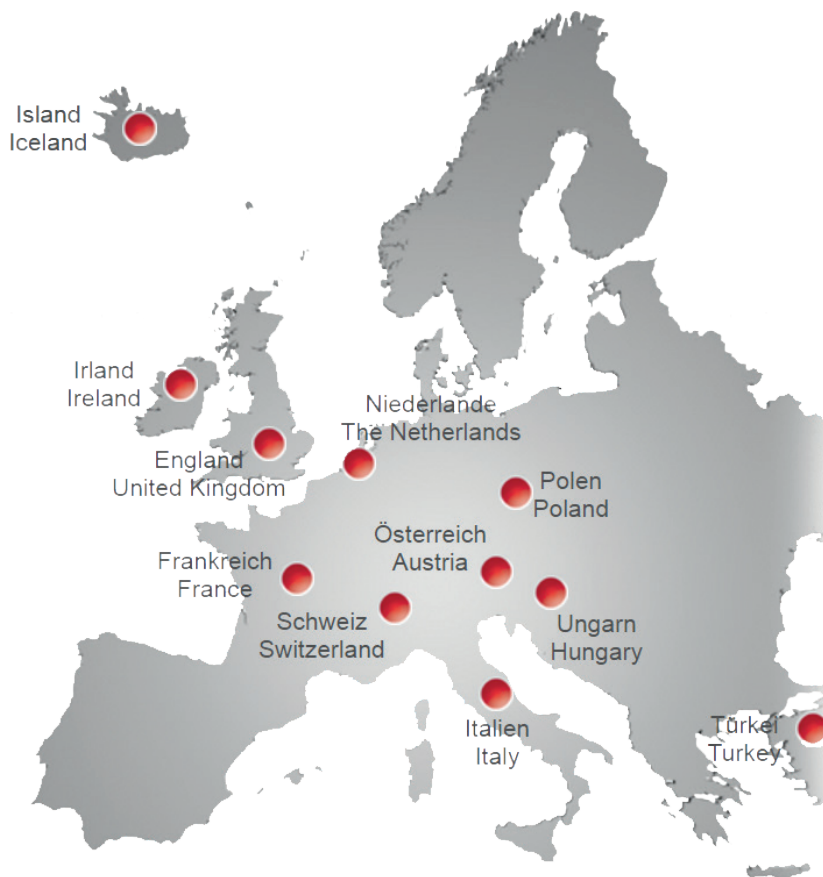 Island
Iceland
Irland
Ireland
Niederlande
The Netherlands
England
United Kingdom
Polen
Poland
Österreich
Austria
Frankreich
France
Schweiz
Switzerland
Ungarn
Hungary
Italien
Italy
Türkei
Turkey